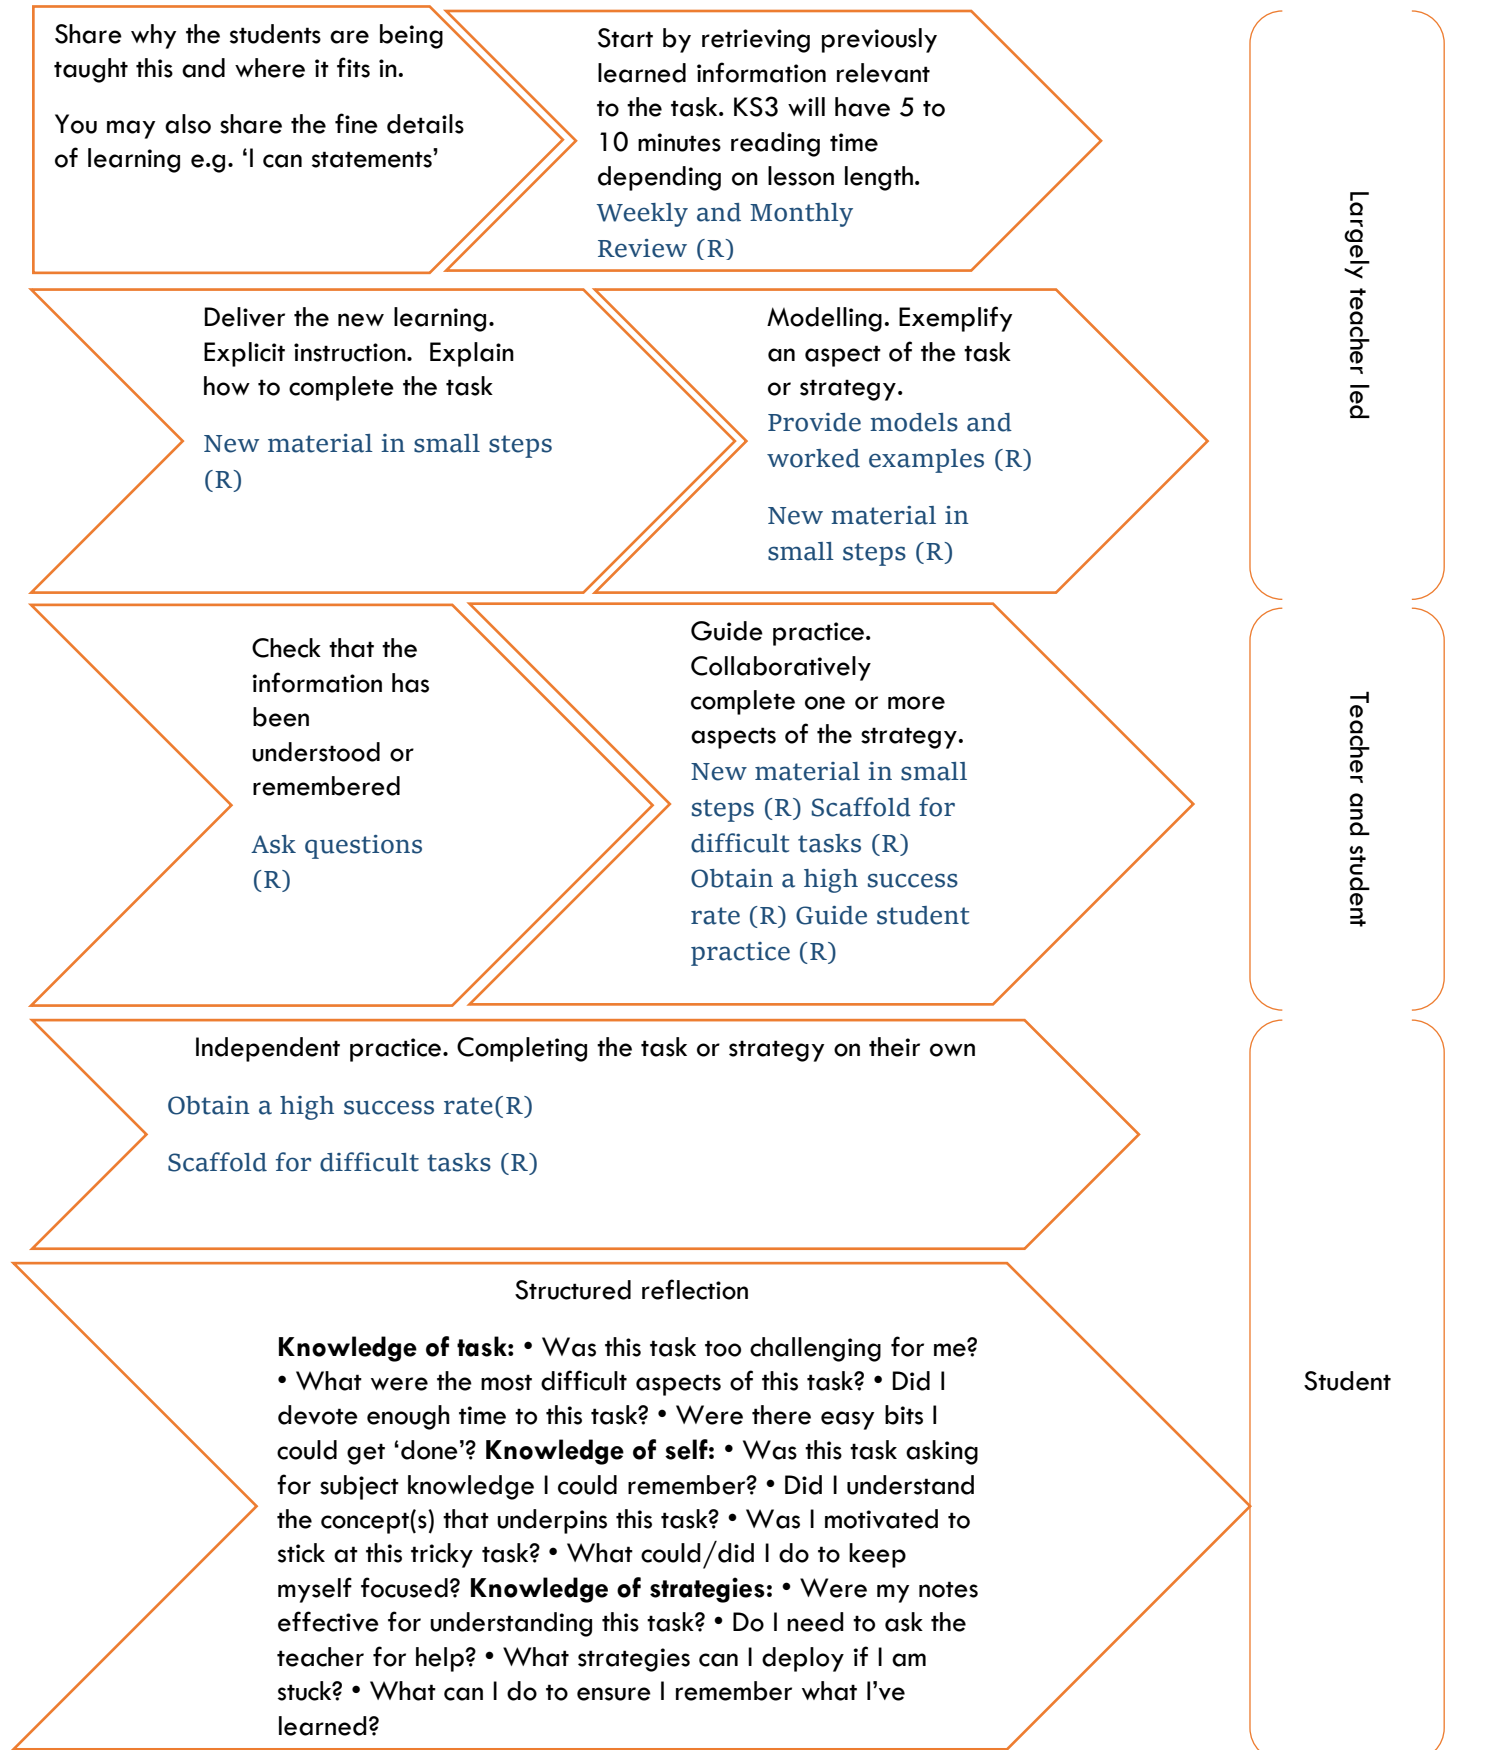 Share why the students are being
taught this and where it fits in.
You may also share the fine details
of learning e.g. ‘I can statements’
Start by retrieving previously
learned information relevant
to the task. KS3 will have 5 to
10 minutes reading time
depending on lesson length.
Weekly and Monthly
Review (R)
Deliver the new learning.
Explicit instruction.  Explain
how to complete the task
New material in small steps
(R)
Modelling. Exemplify
an aspect of the task
or strategy.
Provide models and
worked examples (R)
New material in
small steps (R)
Largely teacher led
Check that the
information has
been
understood or
remembered
Ask questions
(R)
Guide practice.
Collaboratively
complete one or more
aspects of the strategy.
New material in small
steps (R) Scaffold for
difficult tasks (R)
Obtain a high success
rate (R) Guide student
practice (R)
Teacher and student
Independent practice. Completing the task or strategy on their own
Obtain a high success rate(R)
Scaffold for difficult tasks (R)
Structured reflection
Knowledge of task: • Was this task too challenging for me?
• What were the most difficult aspects of this task? • Did I
devote enough time to this task? • Were there easy bits I
could get ‘done’? Knowledge of self: • Was this task asking
for subject knowledge I could remember? • Did I understand
the concept(s) that underpins this task? • Was I motivated to
stick at this tricky task? • What could/did I do to keep
myself focused? Knowledge of strategies: • Were my notes
effective for understanding this task? • Do I need to ask the
teacher for help? • What strategies can I deploy if I am
stuck? • What can I do to ensure I remember what I’ve
learned?
Student